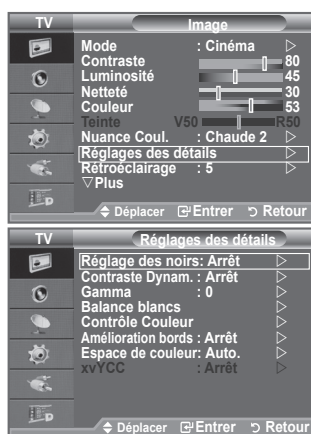 TV Image
Mode : Cinéma
Contraste 80
Luminosité 45
Netteté 30
Couleur 53
Teinte V50 R50
Nuance Coul. : Chaude 2
Réglages des détails
Rétroéclairage : 5
▽Plus
Déplacer Entrer Retour
TV Réglages des détails
Réglage des noirs: Arrêt
Contraste Dynam. : Arrêt
Gamma : 0
Balance blancs
Contrôle Couleur
Amélioration bords : Arrêt
Espace de couleur: Auto.
xvYCC : Arrêt
Déplacer Entrer Retour